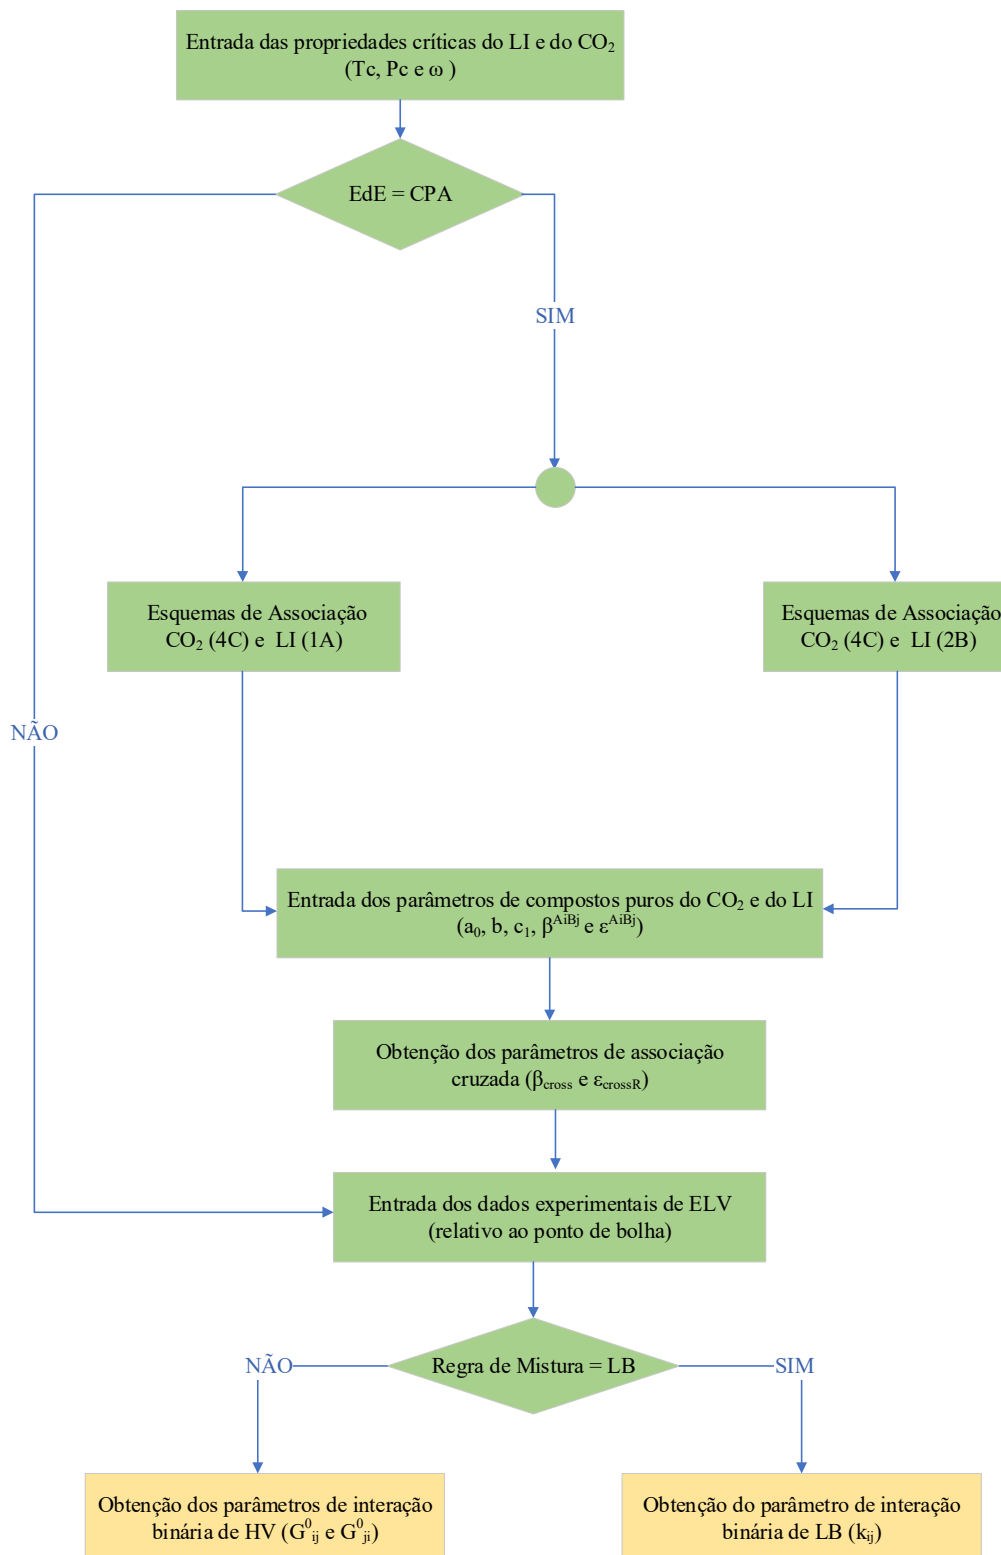 Entrada das propriedades críticas do LI e do CO₂
(Tc, Pc e ω )
EdE = CPA
SIM
Esquemas de Associação
CO₂ (4C) e LI (1A)
Esquemas de Associação
CO₂ (4C) e LI (2B)
NÃO
Entrada dos parâmetros de compostos puros do CO₂ e do LI
(a₀, b, c₁, β^AiBj e ε^AiBj)
Obtenção dos parâmetros de associação
cruzada (β_cross e ε_crossR)
Entrada dos dados experimentais de ELV
(relativo ao ponto de bolha)
NÃO
Regra de Mistura = LB
SIM
Obtenção dos parâmetros de interação
binária de HV (G⁰ᵢⱼ e G⁰ⱼᵢ)
Obtenção do parâmetro de interação
binária de LB (kᵢⱼ)